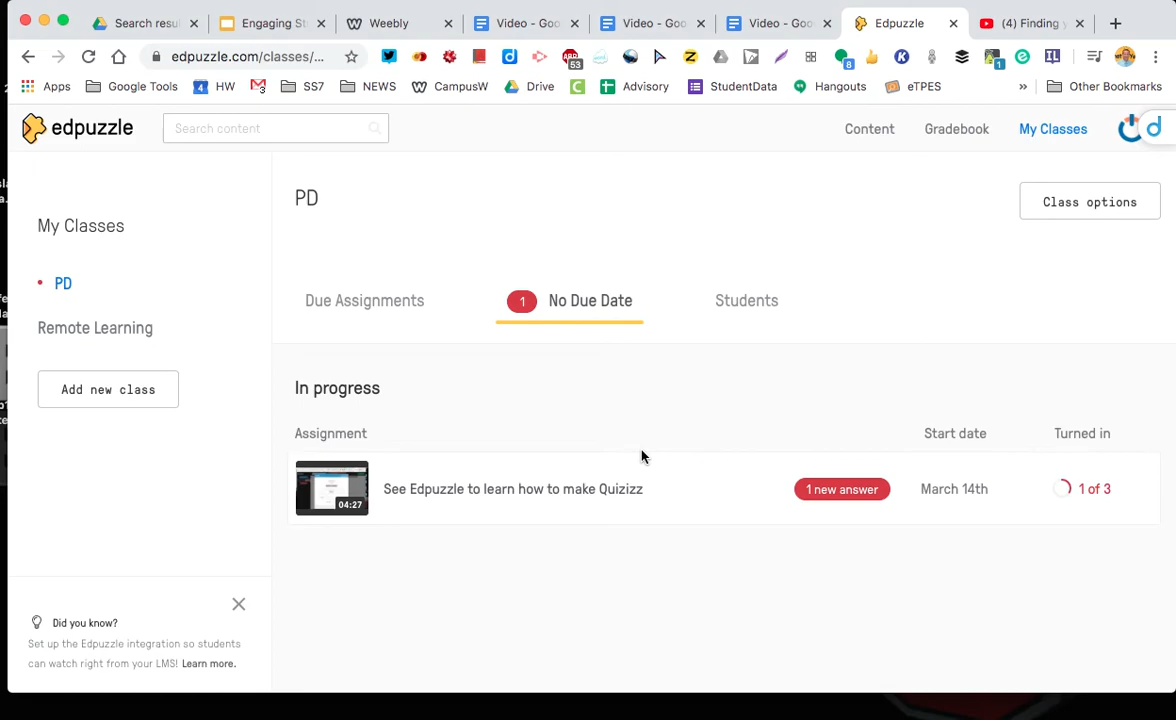 Search resul
Engaging St
Weebly
Video - Goo
Video - Goo
Video - Goo
Edpuzzle
(4) Finding y
edpuzzle.com/classes/...
53
8
1
Apps
Google Tools
4 HW
3
SS7
NEWS
CampusW
Drive
Advisory
StudentData
Hangouts
eTPES
»
Other Bookmarks
edpuzzle
Search content
Content
Gradebook
My Classes
My Classes
PD
Remote Learning
Add new class
PD
Class options
Due Assignments
1 No Due Date
Students
In progress
Assignment
Start date
Turned in
04:27
See Edpuzzle to learn how to make Quizizz
1 new answer
March 14th
1 of 3
Did you know?
Set up the Edpuzzle integration so students
can watch right from your LMS! Learn more.